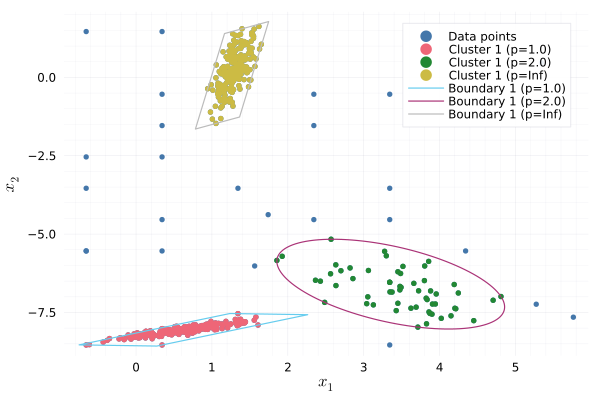 Data points
Cluster 1 (p=1.0)
Cluster 1 (p=2.0)
Cluster 1 (p=Inf)
Boundary 1 (p=1.0)
Boundary 1 (p=2.0)
Boundary 1 (p=Inf)
0.0
−2.5
−5.0
−7.5
x₂
0 1 2 3 4 5
x₁